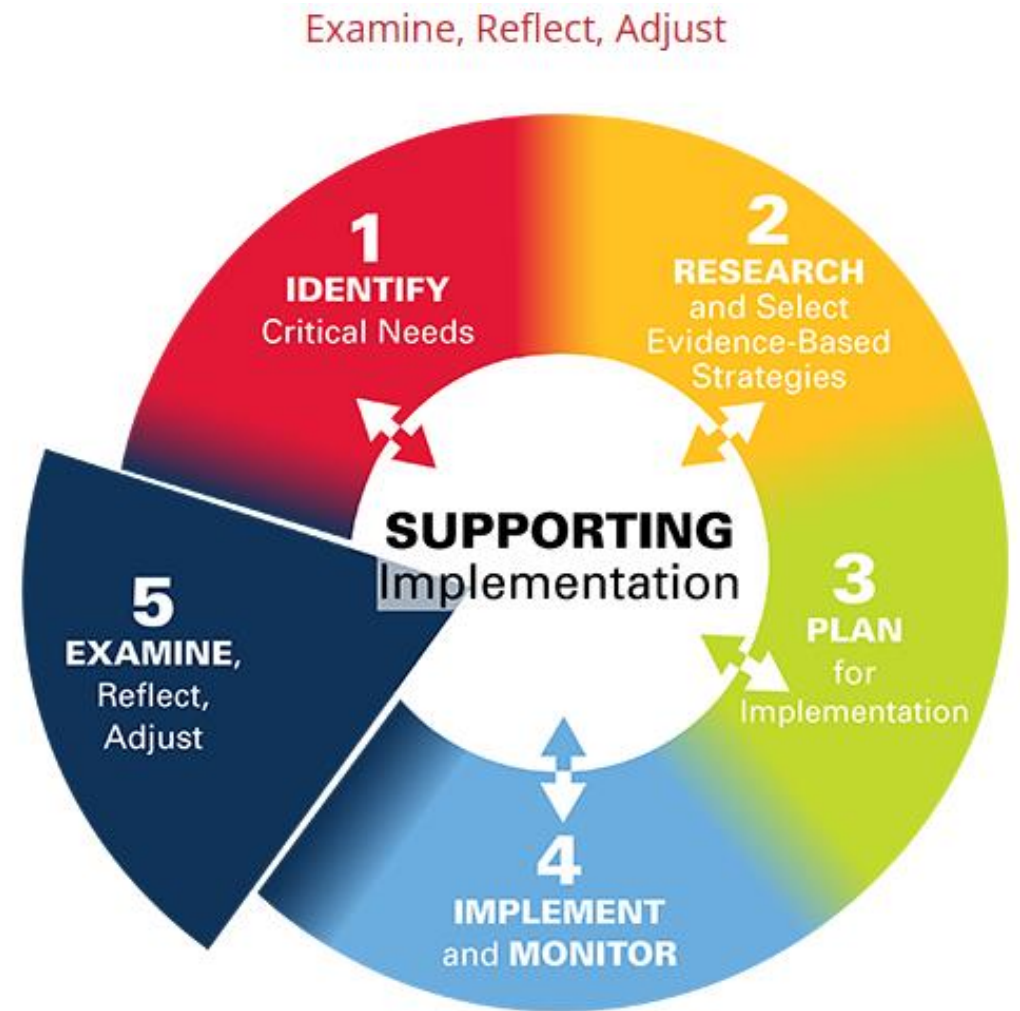 Examine, Reflect, Adjust
1
IDENTIFY
Critical Needs
2
RESEARCH
and Select
Evidence-Based
Strategies
3
PLAN
for
Implementation
4
IMPLEMENT
and MONITOR
5
EXAMINE,
Reflect,
Adjust
SUPPORTING
Implementation